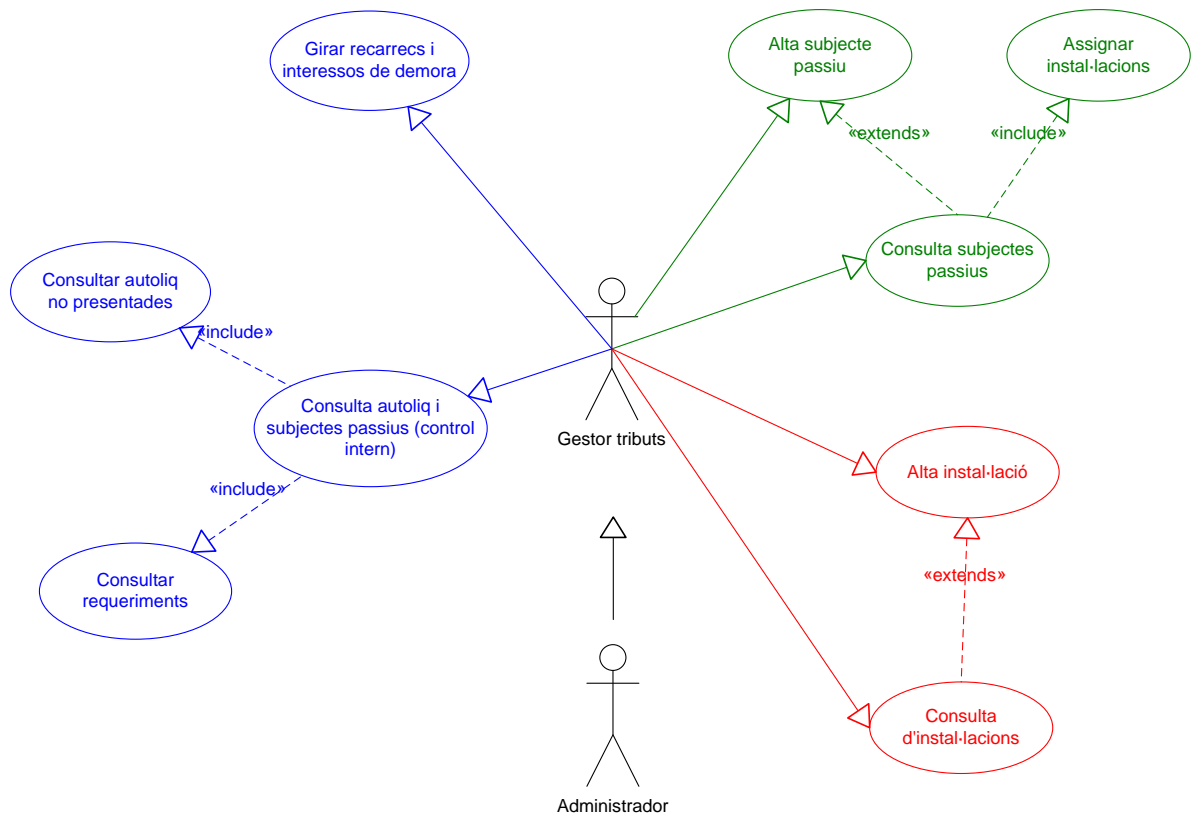 Girar recarrecs i
interessos de demora
Alta subjecte
passiu
Assignar
instal·lacions
«extends»
«include»
Consulta subjectes
passius
Consultar autoliq
no presentades
«include»
Consulta autoliq i
subjectes passius (control
intern)
Gestor tributs
Alta instal·lació
«include»
«extends»
Consultar
requeriments
Consulta
d'instal·lacions
Administrador